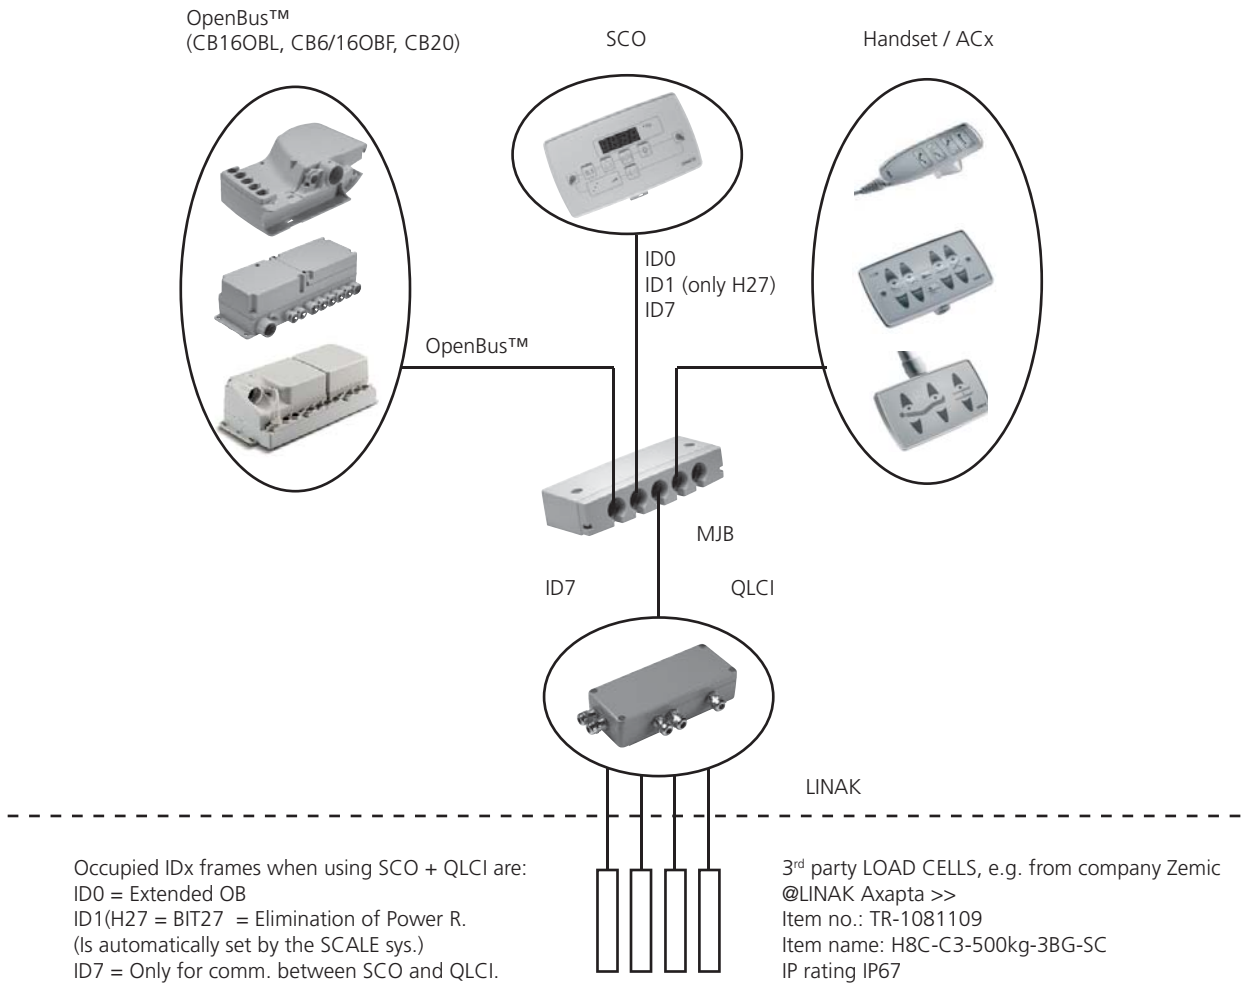 OpenBus™
(CB16OBL, CB6/16OBF, CB20)
SCO
Handset / ACx
ID0
ID1 (only H27)
ID7
OpenBus™
MJB
ID7
QLCI
LINAK
Occupied IDx frames when using SCO + QLCI are:
ID0 = Extended OB
ID1(H27 = BIT27  = Elimination of Power R.
(Is automatically set by the SCALE sys.)
ID7 = Only for comm. between SCO and QLCI.
3rd party LOAD CELLS, e.g. from company Zemic
@LINAK Axapta >>
Item no.: TR-1081109
Item name: H8C-C3-500kg-3BG-SC
IP rating IP67